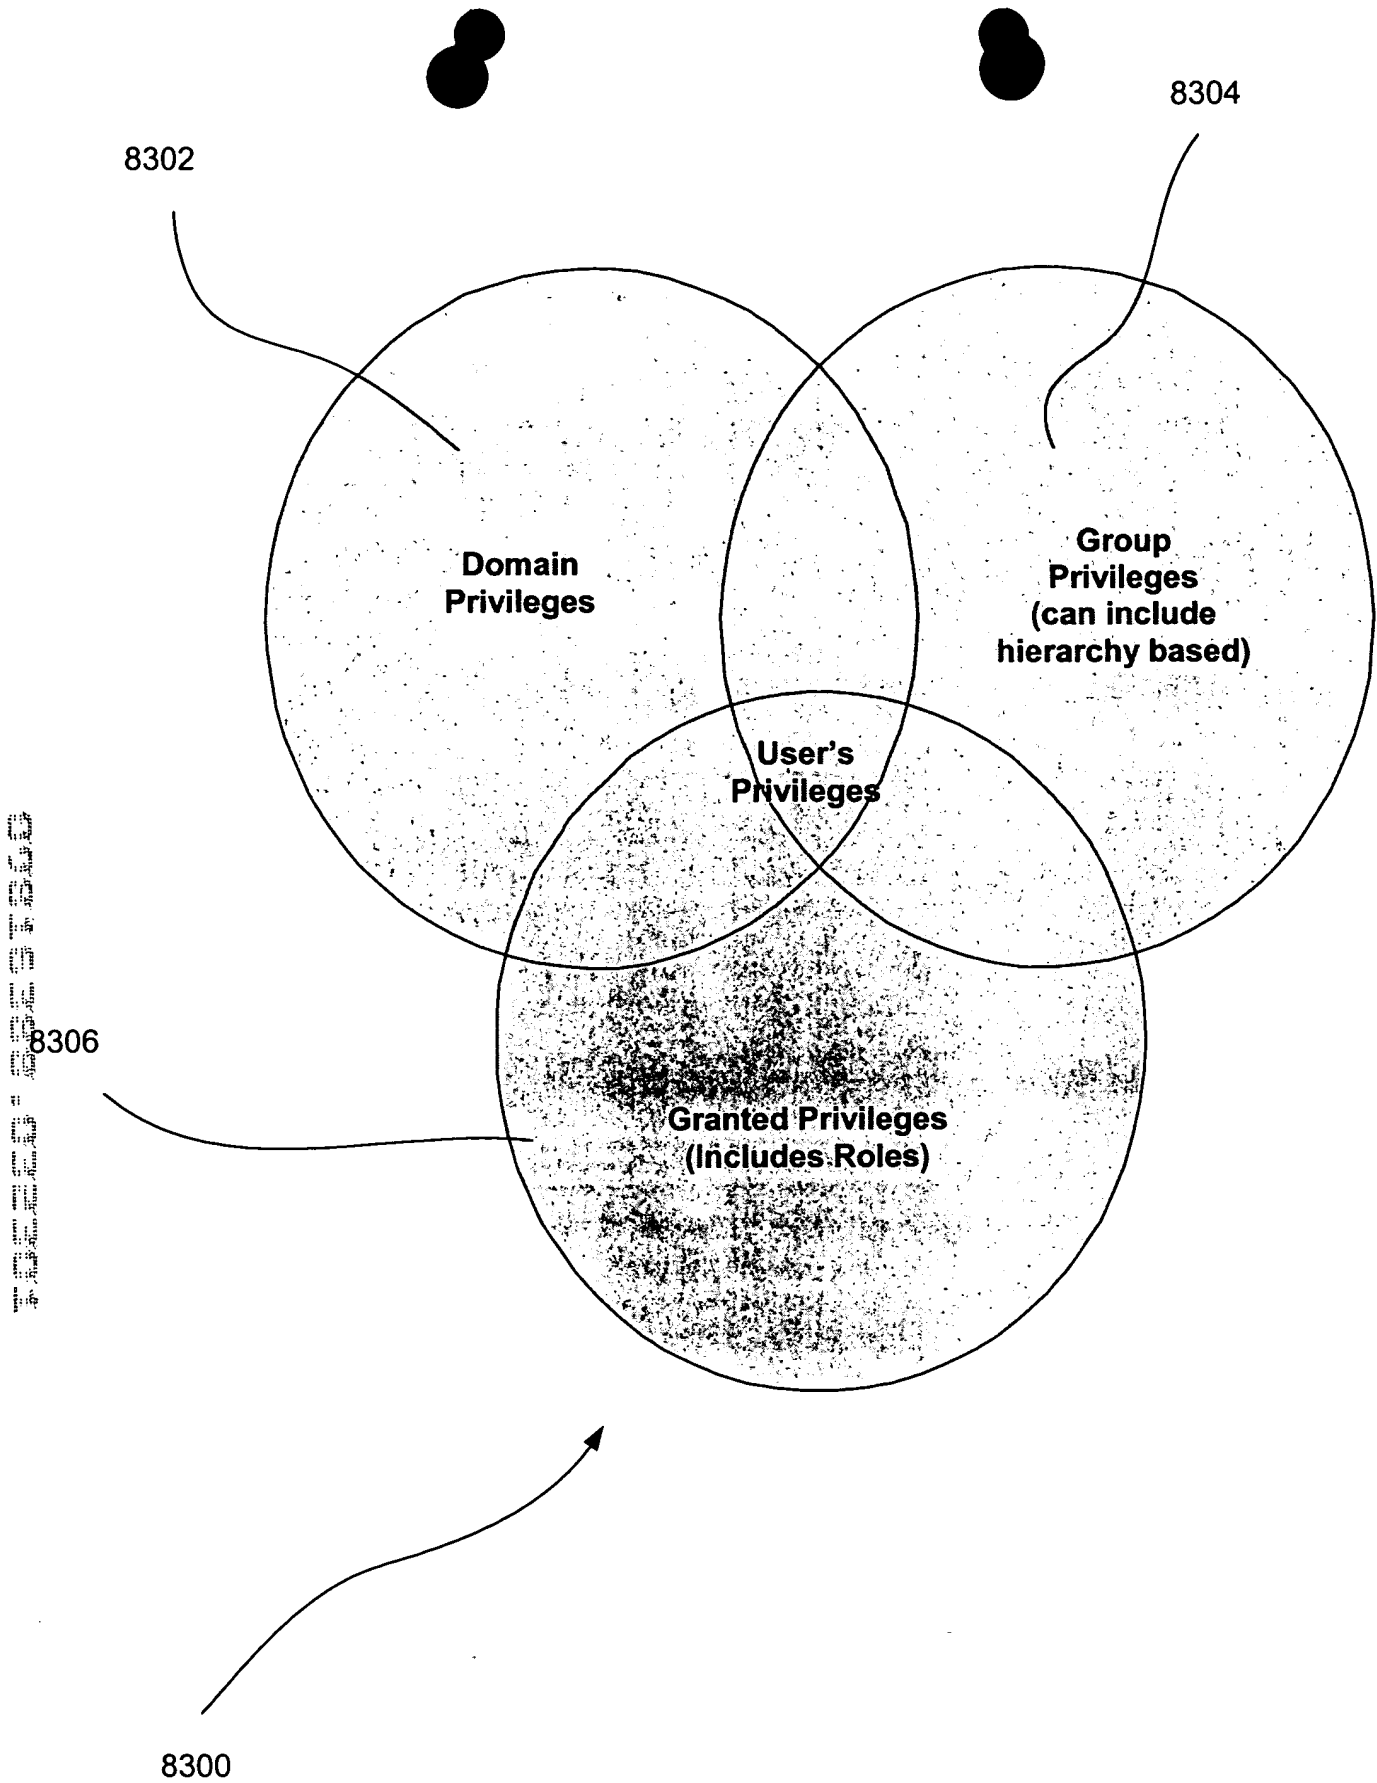 8304
8302
Domain
Privileges
Group
Privileges
(can include
hierarchy based)
User's
Privileges
8306
Granted Privileges
(Includes Roles)
8300